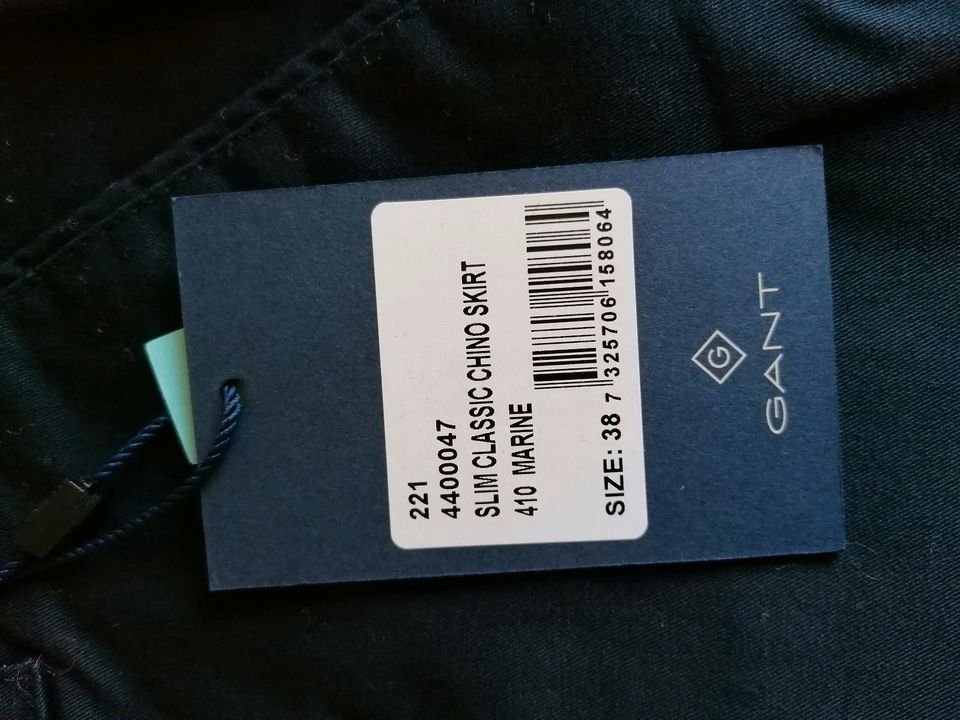 221
4400047
SLIM CLASSIC CHINO SKIRT
410 MARINE
SIZE: 38
7 325706 158064
G
GANT